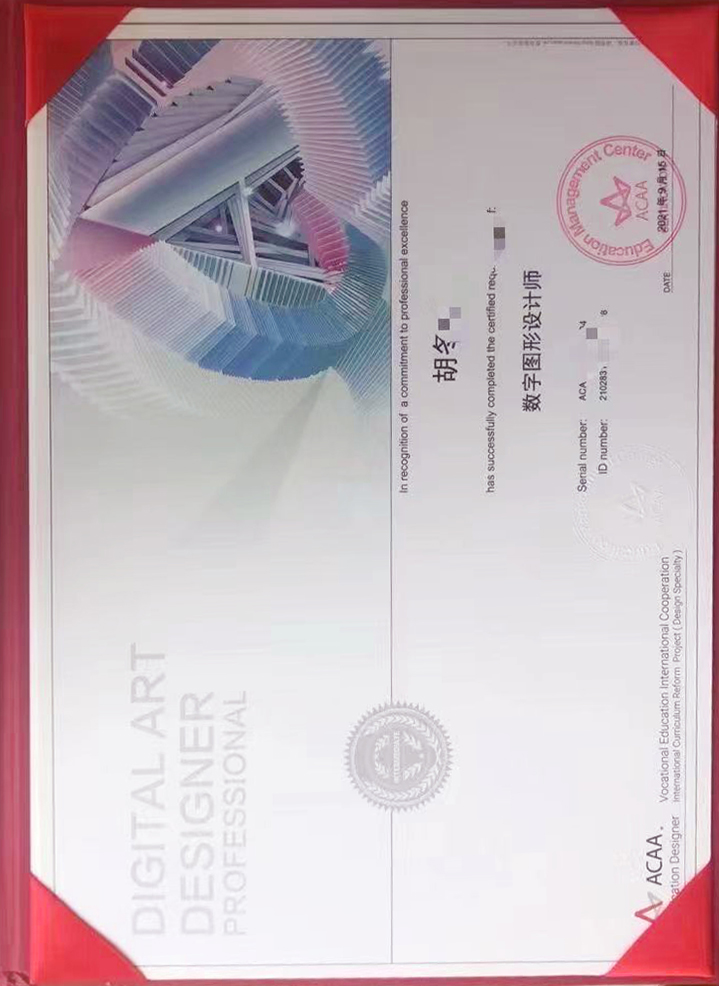 DIGITAL ART
DESIGNER
PROFESSIONAL
In recognition of a commitment to professional excellence
胡冬
has successfully completed the certified
数字图形设计师
Serial number: ACA
ID number: 210283
Education Management Center
ACAA
2021年9月15日
DATE
ACAA.
Vocational Education International Cooperation
Designer
International Curriculum Reform Project ( Design Specialty )